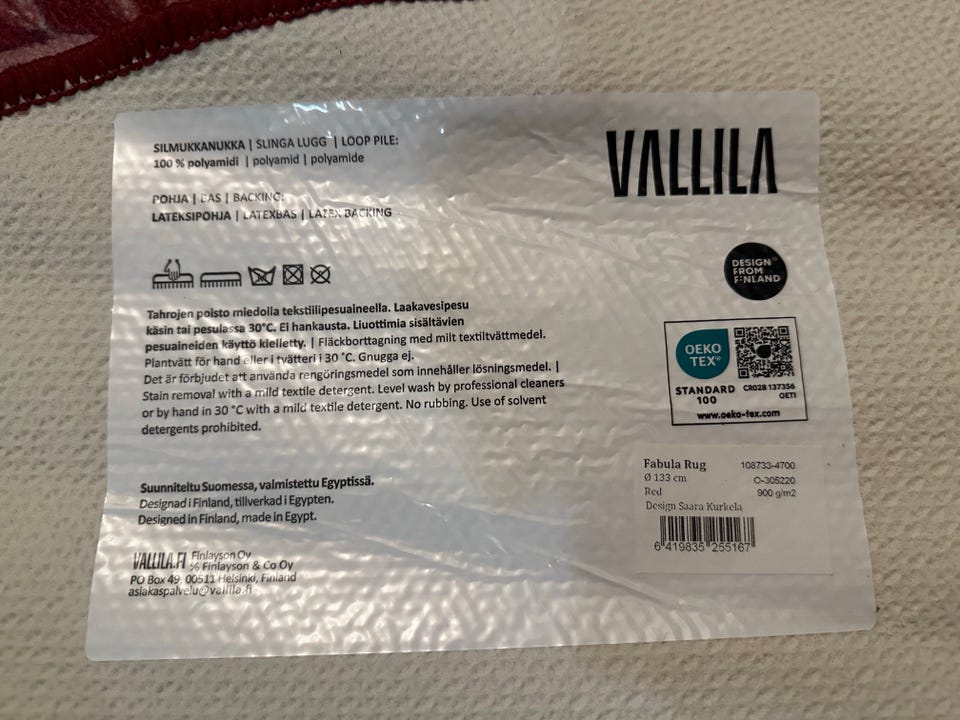 SILMUKKANUKKA | SLINGA LUGG | LOOP PILE:
100 % polyamidi | polyamid | polyamide
POHJA | BAS | BACKING:
LATEKSIPOHJA | LATEXBAS | LATEX BACKING
Tahrojen poisto miedolla tekstiilipesuaineella. Laakavesipesu
käsin tai pesulassa 30°C. Ei hankausta. Liuottimia sisältävien
pesuaineiden käyttö kielletty. | Fläckborttagning med milt textiltvättmedel.
Plantvätt för hand eller i tvätteri i 30 °C. Gnugga ej.
Det är förbjudet att använda rengöringsmedel som innehåller lösningsmedel. |
Stain removal with a mild textile detergent. Level wash by professional cleaners
or by hand in 30 °C with a mild textile detergent. No rubbing. Use of solvent
detergents prohibited.
Suunniteltu Suomessa, valmistettu Egyptissä.
Designad i Finland, tillverkad i Egypten.
Designed in Finland, made in Egypt.
VALLILA.FI Finlayson Oy
% Finlayson & Co Oy
PO Box 49, 00511 Helsinki, Finland
asiakaspalvelu@vallila.fi
VALLILA
DESIGN
FROM
FINLAND
OEKO
TEX®
STANDARD
100
CR028 137356
OETI
www.oeko-tex.com
Fabula Rug 108733-4700
Ø 133 cm O-305220
Red 900 g/m2
Design Saara Kurkela
6 419835 255167